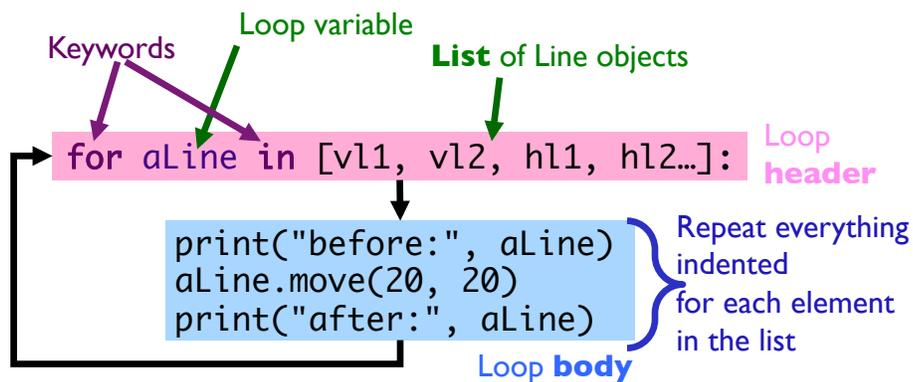 Loop variable
Keywords
List of Line objects
for aLine in [vl1, vl2, hl1, hl2…]:
Loop
header
print("before:", aLine)
aLine.move(20, 20)
print("after:", aLine)
Repeat everything
indented
for each element
in the list
Loop body